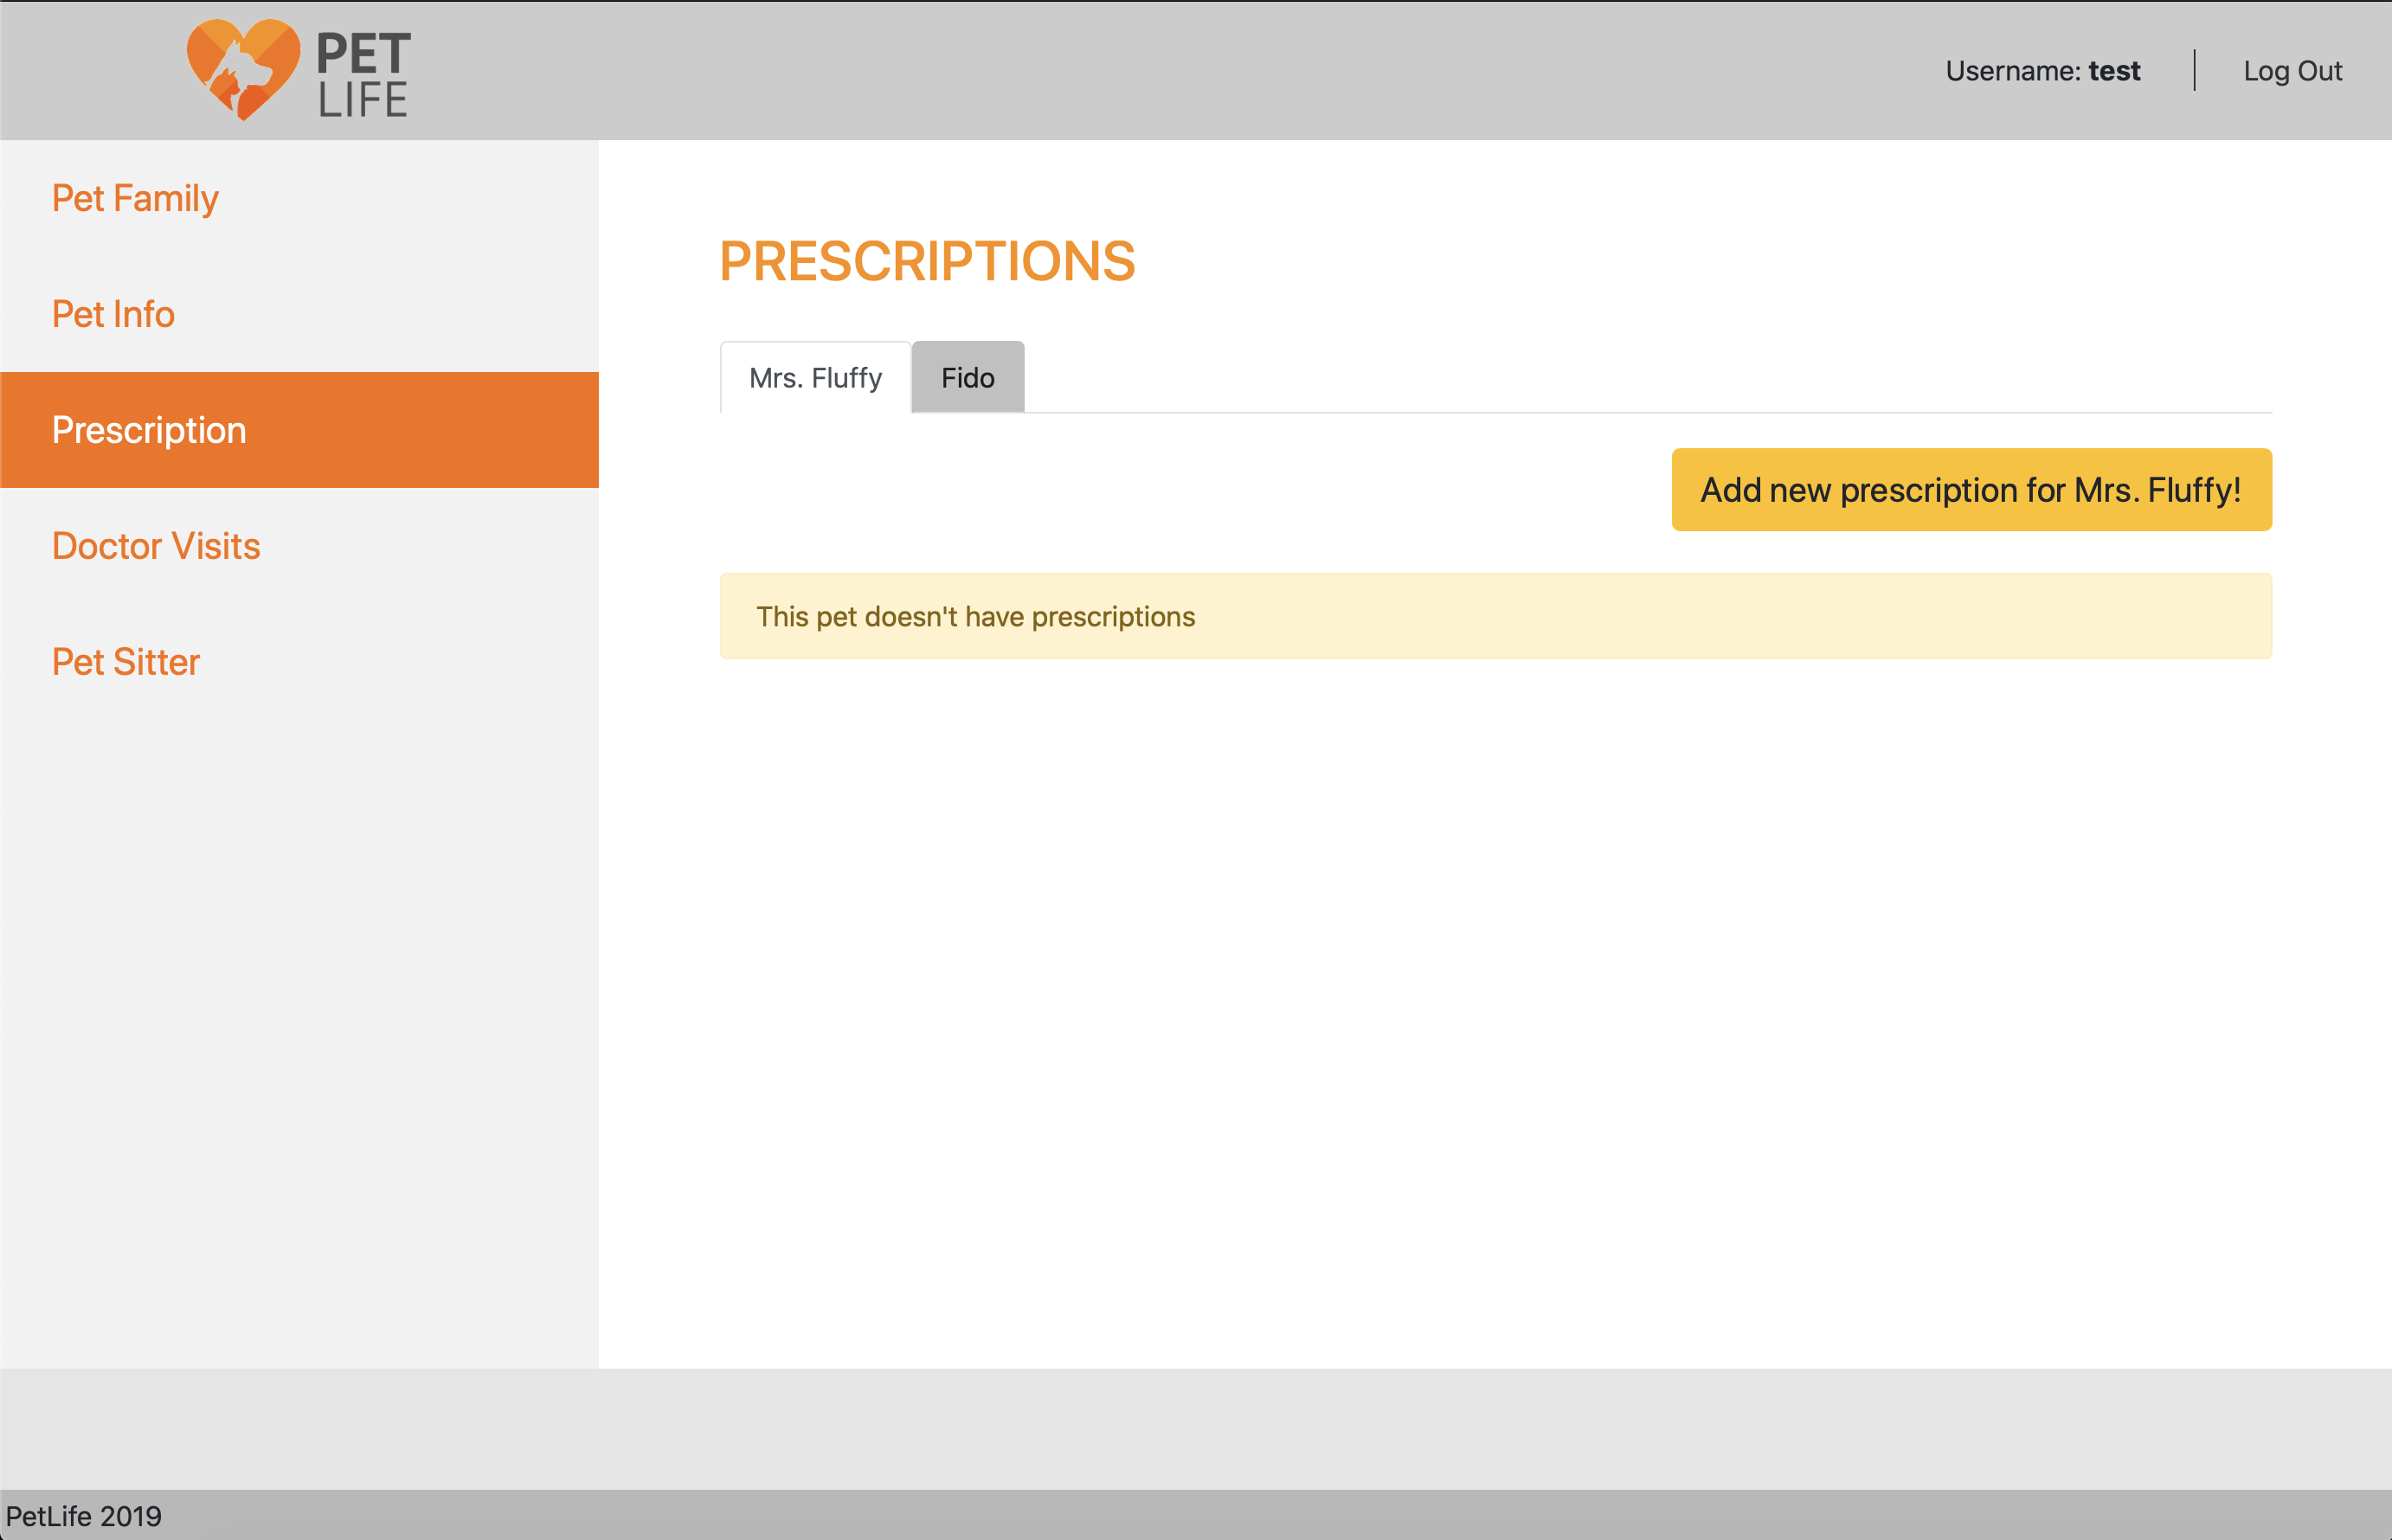 PET
LIFE
Username: test
Log Out
Pet Family
Pet Info
Prescription
Doctor Visits
Pet Sitter
PRESCRIPTIONS
Mrs. Fluffy
Fido
Add new prescription for Mrs. Fluffy!
This pet doesn't have prescriptions
PetLife 2019